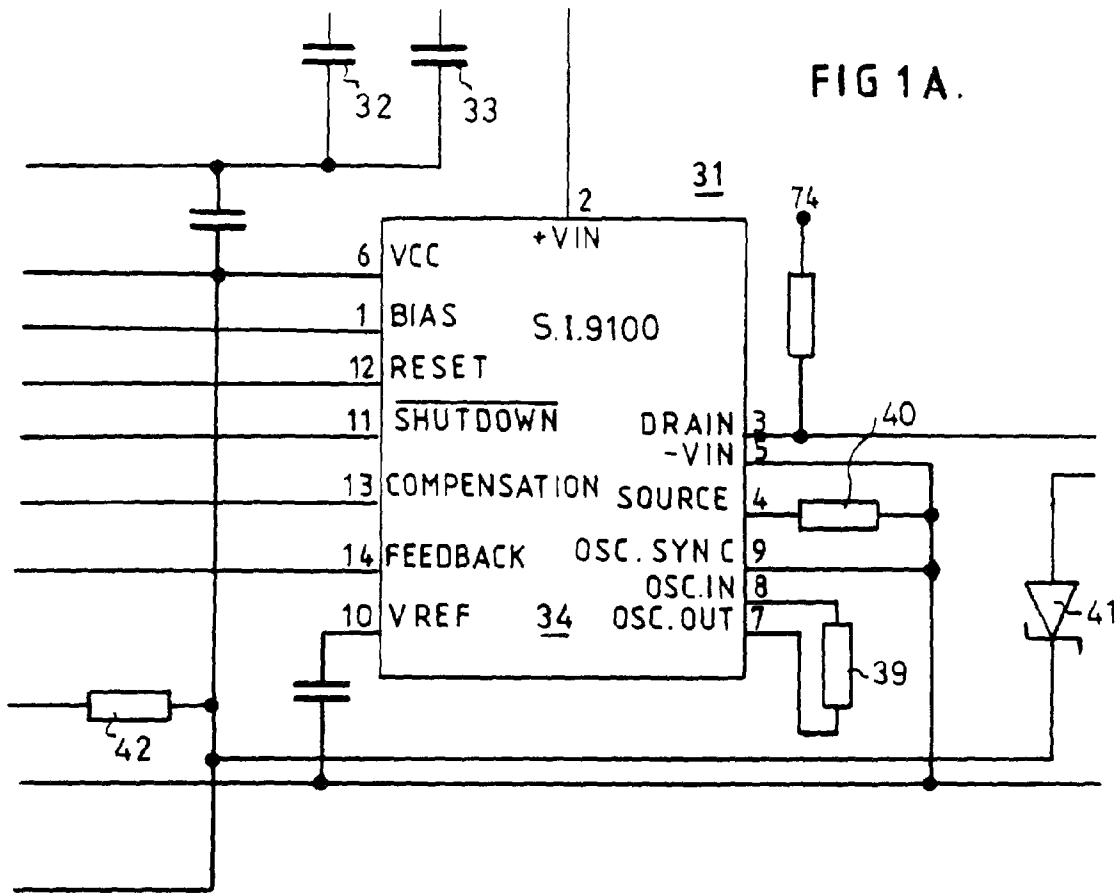 FIG 1A.
32
33
31
2
74
+VIN
6 VCC
S.I.9100
1 BIAS
12 RESET
11 SHUTDOWN
DRAIN 3
40
-VIN 5
13 COMPENSATION
SOURCE 4
14 FEEDBACK
OSC. SYNC 9
OSC.IN 8
10 VREF
34
OSC.OUT 7
41
39
42